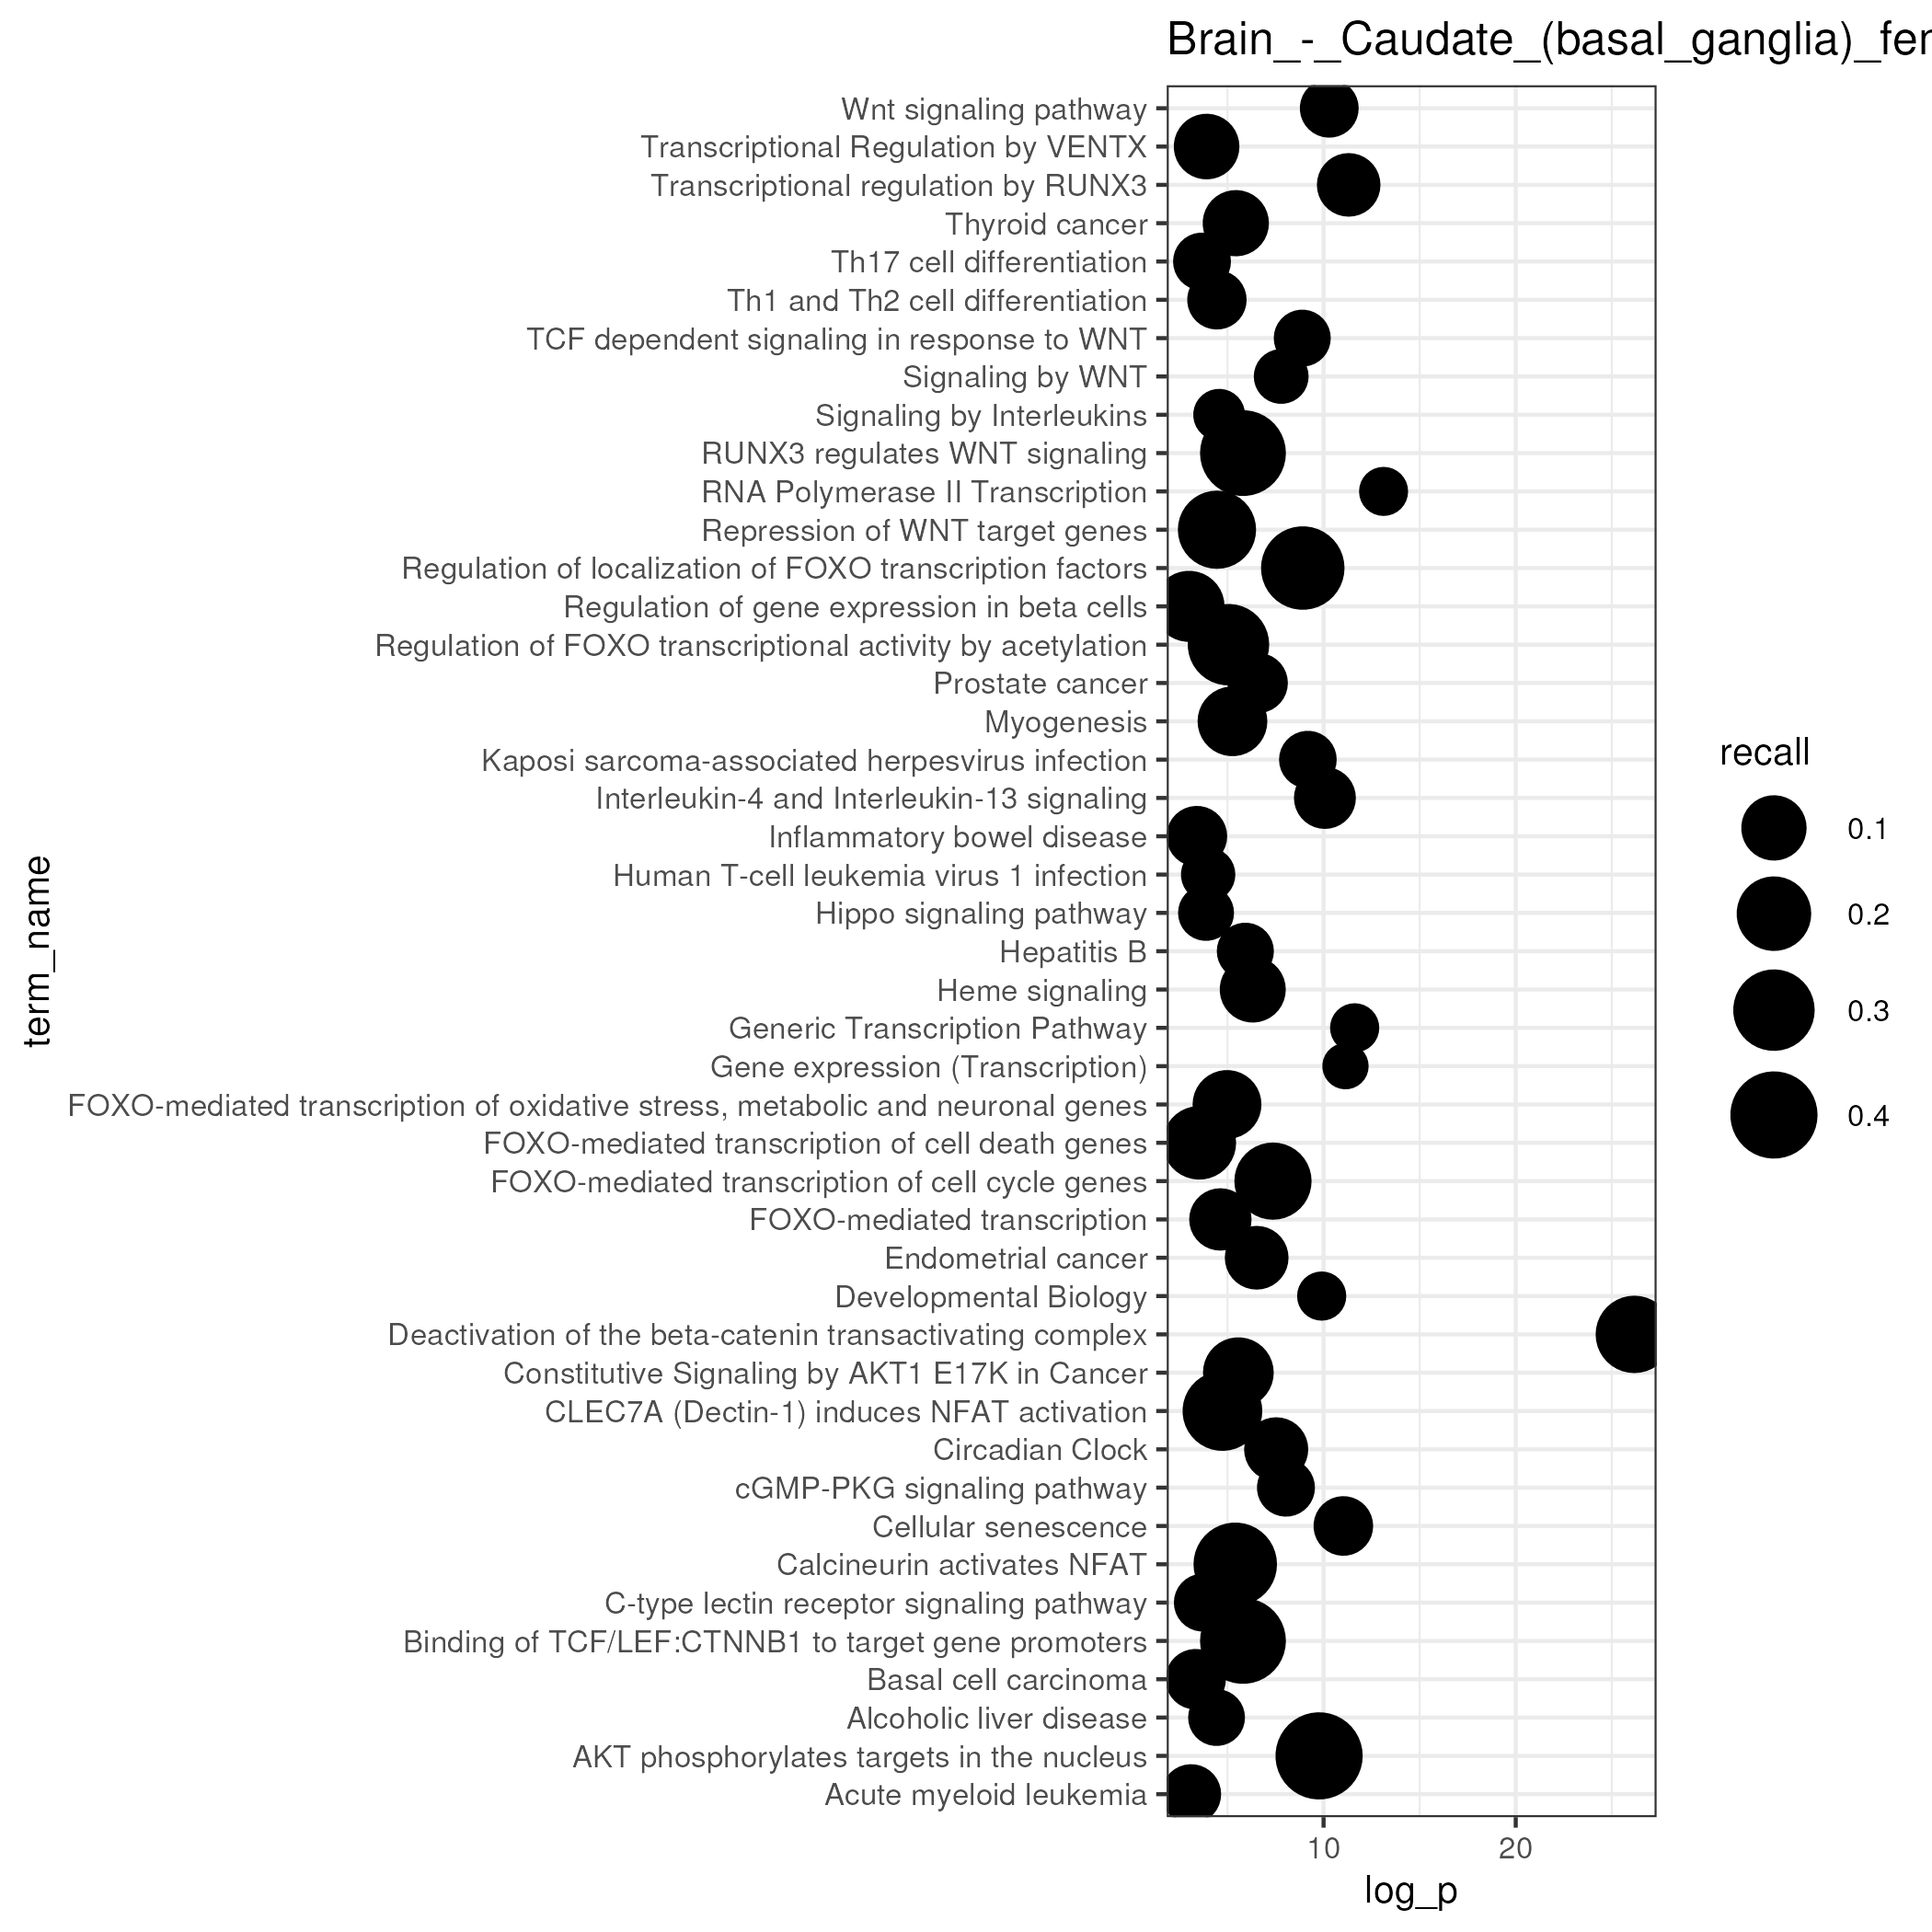 Brain_-_Caudate_(basal_ganglia)_fer
Wnt signaling pathway
Transcriptional Regulation by VENTX
Transcriptional regulation by RUNX3
Thyroid cancer
Th17 cell differentiation
Th1 and Th2 cell differentiation
TCF dependent signaling in response to WNT
Signaling by WNT
Signaling by Interleukins
RUNX3 regulates WNT signaling
RNA Polymerase II Transcription
Repression of WNT target genes
Regulation of localization of FOXO transcription factors
Regulation of gene expression in beta cells
Regulation of FOXO transcriptional activity by acetylation
Prostate cancer
Myogenesis
Kaposi sarcoma-associated herpesvirus infection
Interleukin-4 and Interleukin-13 signaling
Inflammatory bowel disease
Human T-cell leukemia virus 1 infection
Hippo signaling pathway
Hepatitis B
Heme signaling
Generic Transcription Pathway
Gene expression (Transcription)
FOXO-mediated transcription of oxidative stress, metabolic and neuronal genes
FOXO-mediated transcription of cell death genes
FOXO-mediated transcription of cell cycle genes
FOXO-mediated transcription
Endometrial cancer
Developmental Biology
Deactivation of the beta-catenin transactivating complex
Constitutive Signaling by AKT1 E17K in Cancer
CLEC7A (Dectin-1) induces NFAT activation
Circadian Clock
cGMP-PKG signaling pathway
Cellular senescence
Calcineurin activates NFAT
C-type lectin receptor signaling pathway
Binding of TCF/LEF:CTNNB1 to target gene promoters
Basal cell carcinoma
Alcoholic liver disease
AKT phosphorylates targets in the nucleus
Acute myeloid leukemia
term_name
10
20
log_p
recall
0.1
0.2
0.3
0.4